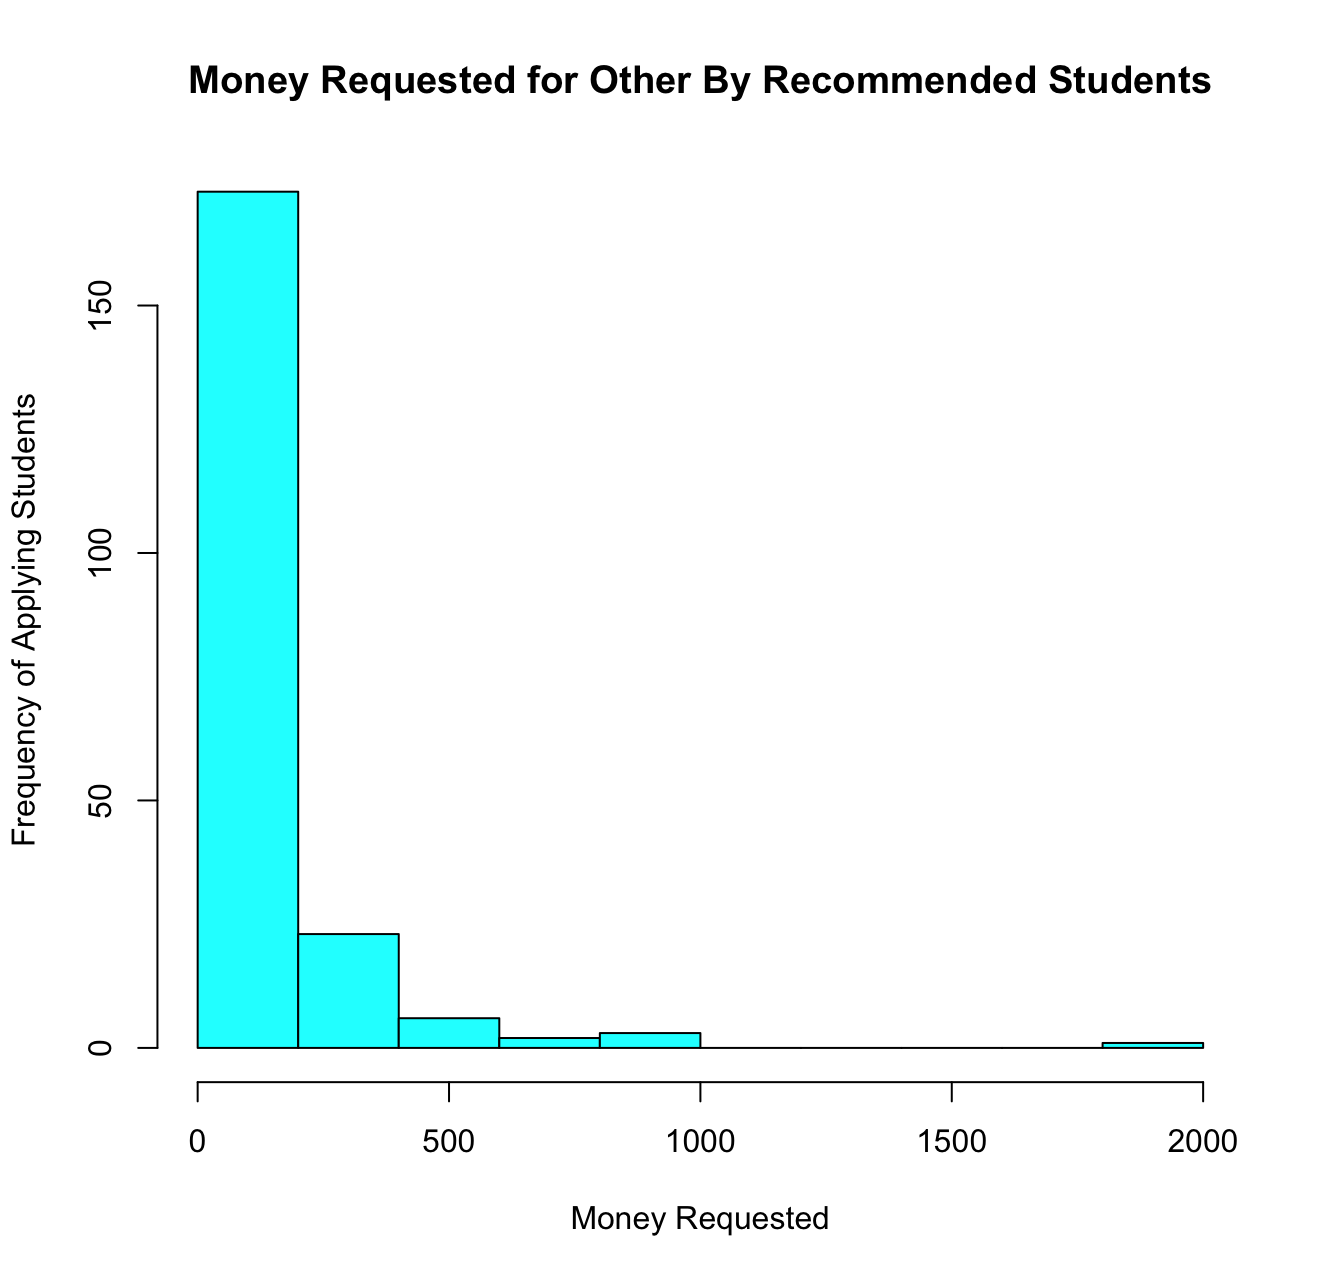 Money Requested for Other By Recommended Students
Frequency of Applying Students
150
100
50
0
0 500 1000 1500 2000
Money Requested